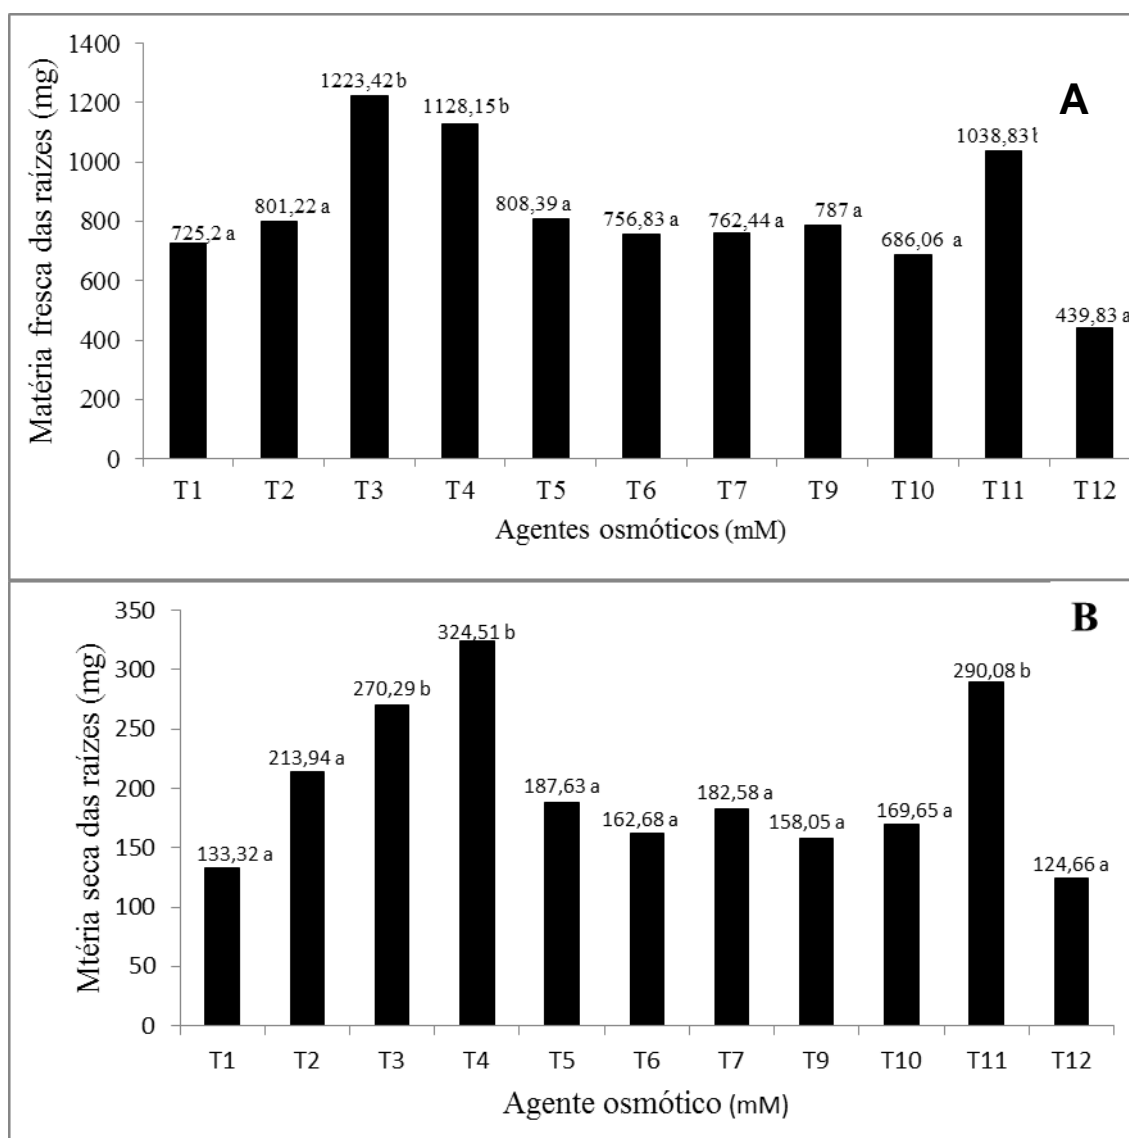 1400
1200
1000
800
600
400
200
0
Matéria fresca das raízes (mg)
A
725,2 a
801,22 a
1223,42 b
1128,15 b
808,39 a
756,83 a
762,44 a
787 a
686,06 a
1038,83 b
439,83 a
T1 T2 T3 T4 T5 T6 T7 T9 T10 T11 T12
Agentes osmóticos (mM)
350
300
250
200
150
100
50
0
Mtéria seca das raízes (mg)
B
133,32 a
213,94 a
270,29 b
324,51 b
187,63 a
162,68 a
182,58 a
158,05 a
169,65 a
290,08 b
124,66 a
T1 T2 T3 T4 T5 T6 T7 T9 T10 T11 T12
Agente osmótico (mM)